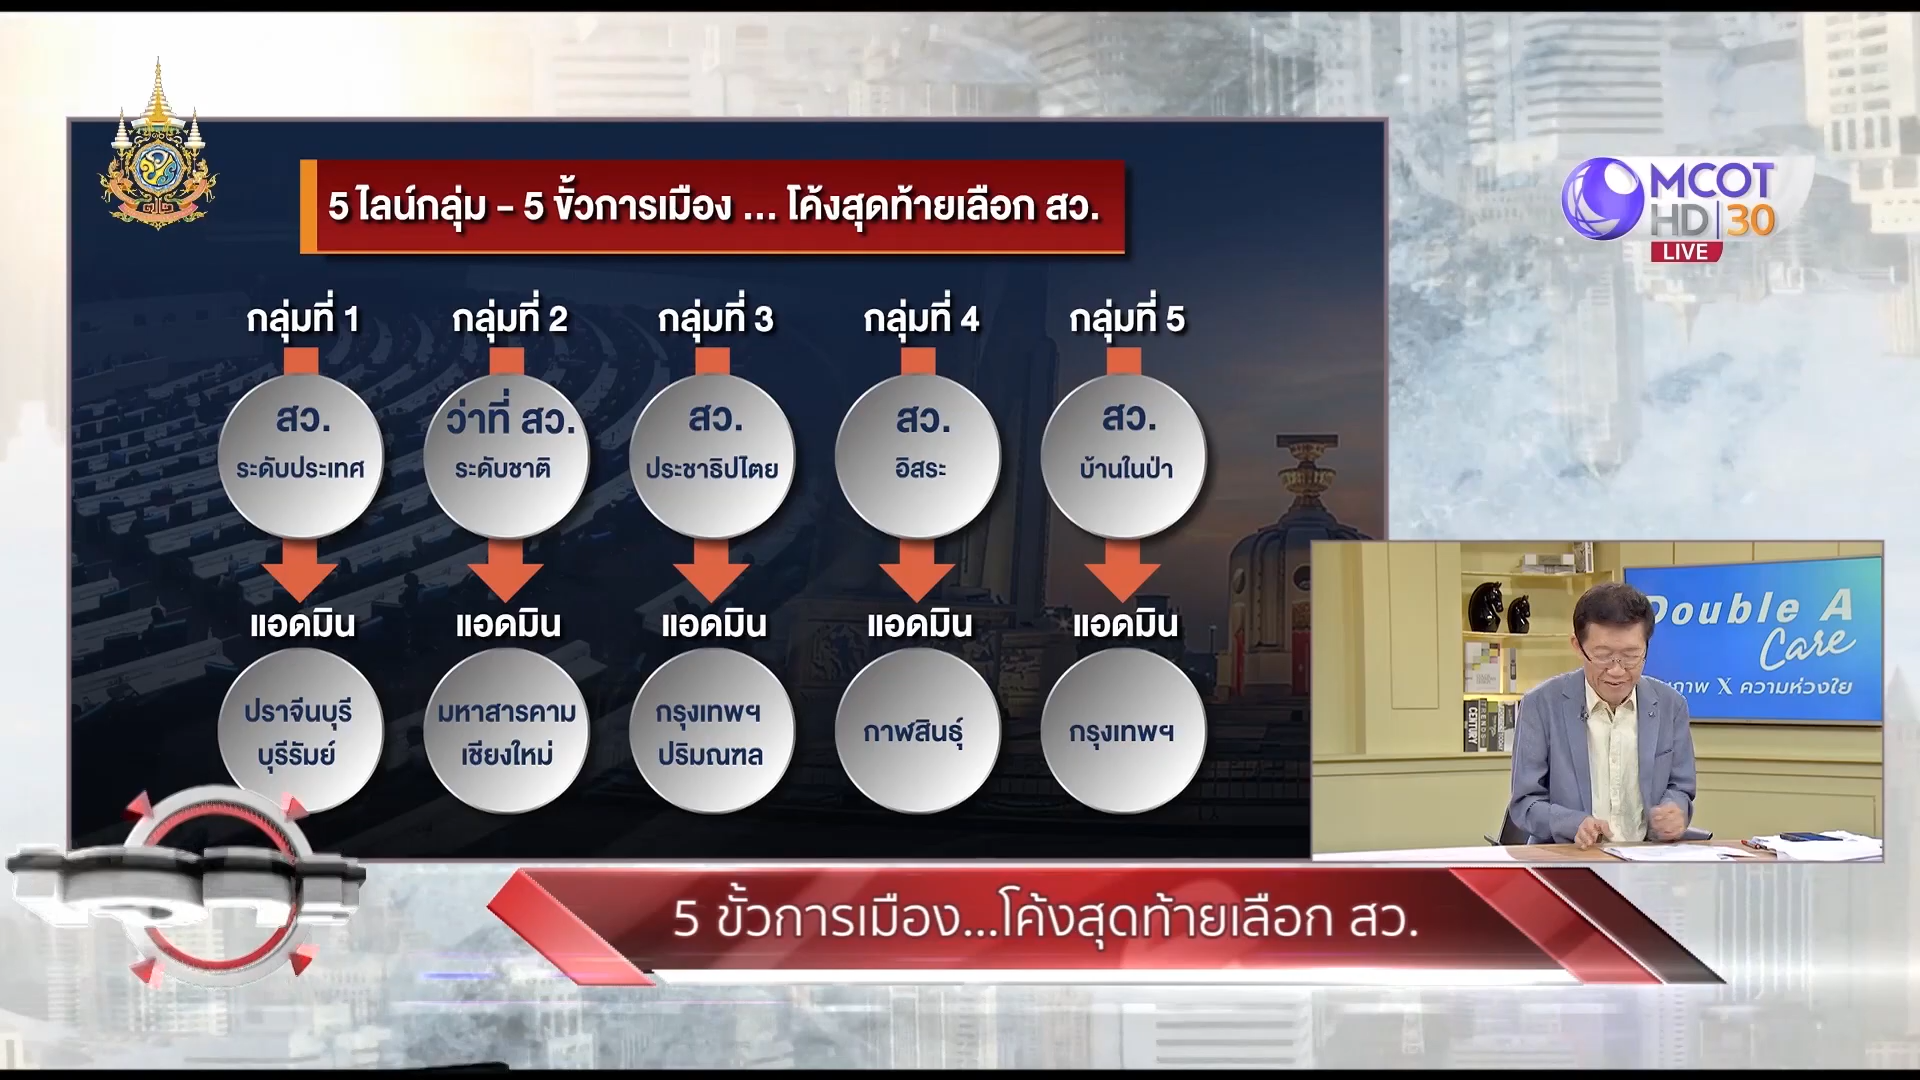 5 ไลน์กลุ่ม - 5 ขั้วการเมือง ... โค้งสุดท้ายเลือก สว.
MCOT
HD 30
LIVE
กลุ่มที่ 1
กลุ่มที่ 2
กลุ่มที่ 3
กลุ่มที่ 4
กลุ่มที่ 5
สว.
ระดับประเทศ
ว่าที่ สว.
ระดับชาติ
สว.
ประชาธิปไตย
สว.
อิสระ
สว.
บ้านในป่า
แอดมิน
แอดมิน
แอดมิน
แอดมิน
แอดมิน
ปราจีนบุรี
บุรีรัมย์
มหาสารคาม
เชียงใหม่
กรุงเทพฯ
ปริมณฑล
กาฬสินธุ์
กรุงเทพฯ
Double A
Care
X ความห่วงใย
CENTURY
5 ขั้วการเมือง...โค้งสุดท้ายเลือก สว.